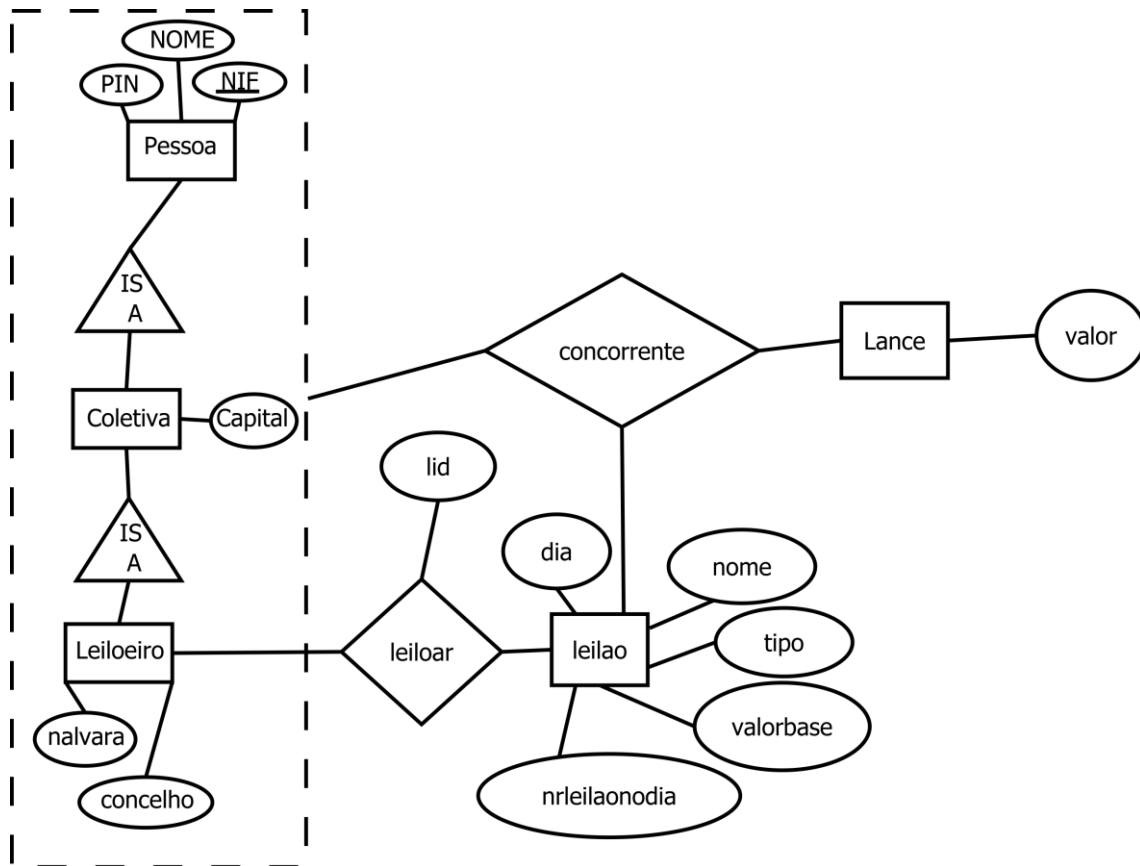 NOME
PIN
NIF
Pessoa
IS
A
concorrente
Lance
valor
Coletiva
Capital
lid
IS
A
dia
nome
Leiloeiro
leiloar
leilao
tipo
nalvara
valorbase
concelho
nrleilaonodia